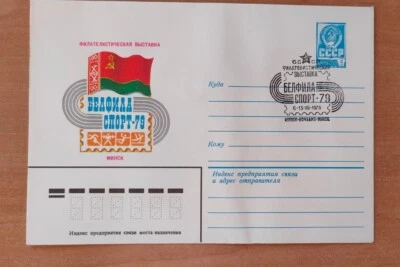 ФИЛАТЕЛИСТИЧЕСКАЯ ВЫСТАВКА
БЕЛФИЛА
СПОРТ-79
МИНСК
СССР
ФИЛАТЕЛИСТИЧЕСКАЯ
ВЫСТАВКА
БЕЛФИЛА
СПОРТ-79
МИНСК
Куда
Кому
Индекс предприятия связи
и адрес отправителя
Индекс предприятия связи места назначения